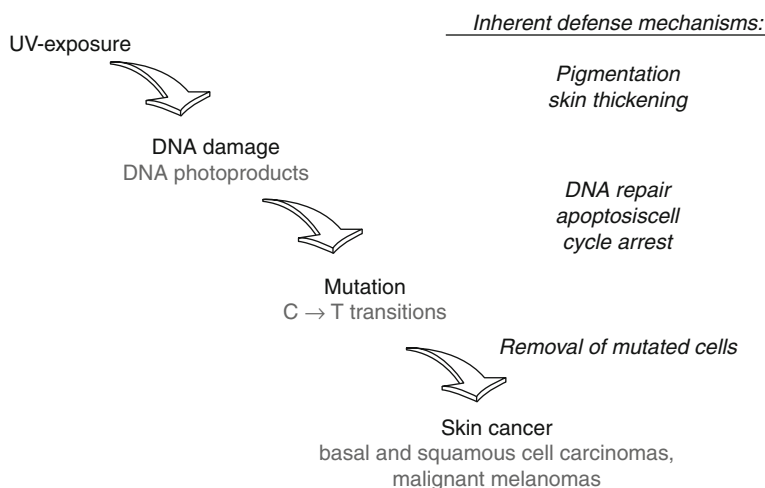 Inherent defense mechanisms:
UV-exposure
Pigmentation
skin thickening
DNA damage
DNA photoproducts
DNA repair
apoptosiscell
cycle arrest
Mutation
C → T transitions
Removal of mutated cells
Skin cancer
basal and squamous cell carcinomas,
malignant melanomas